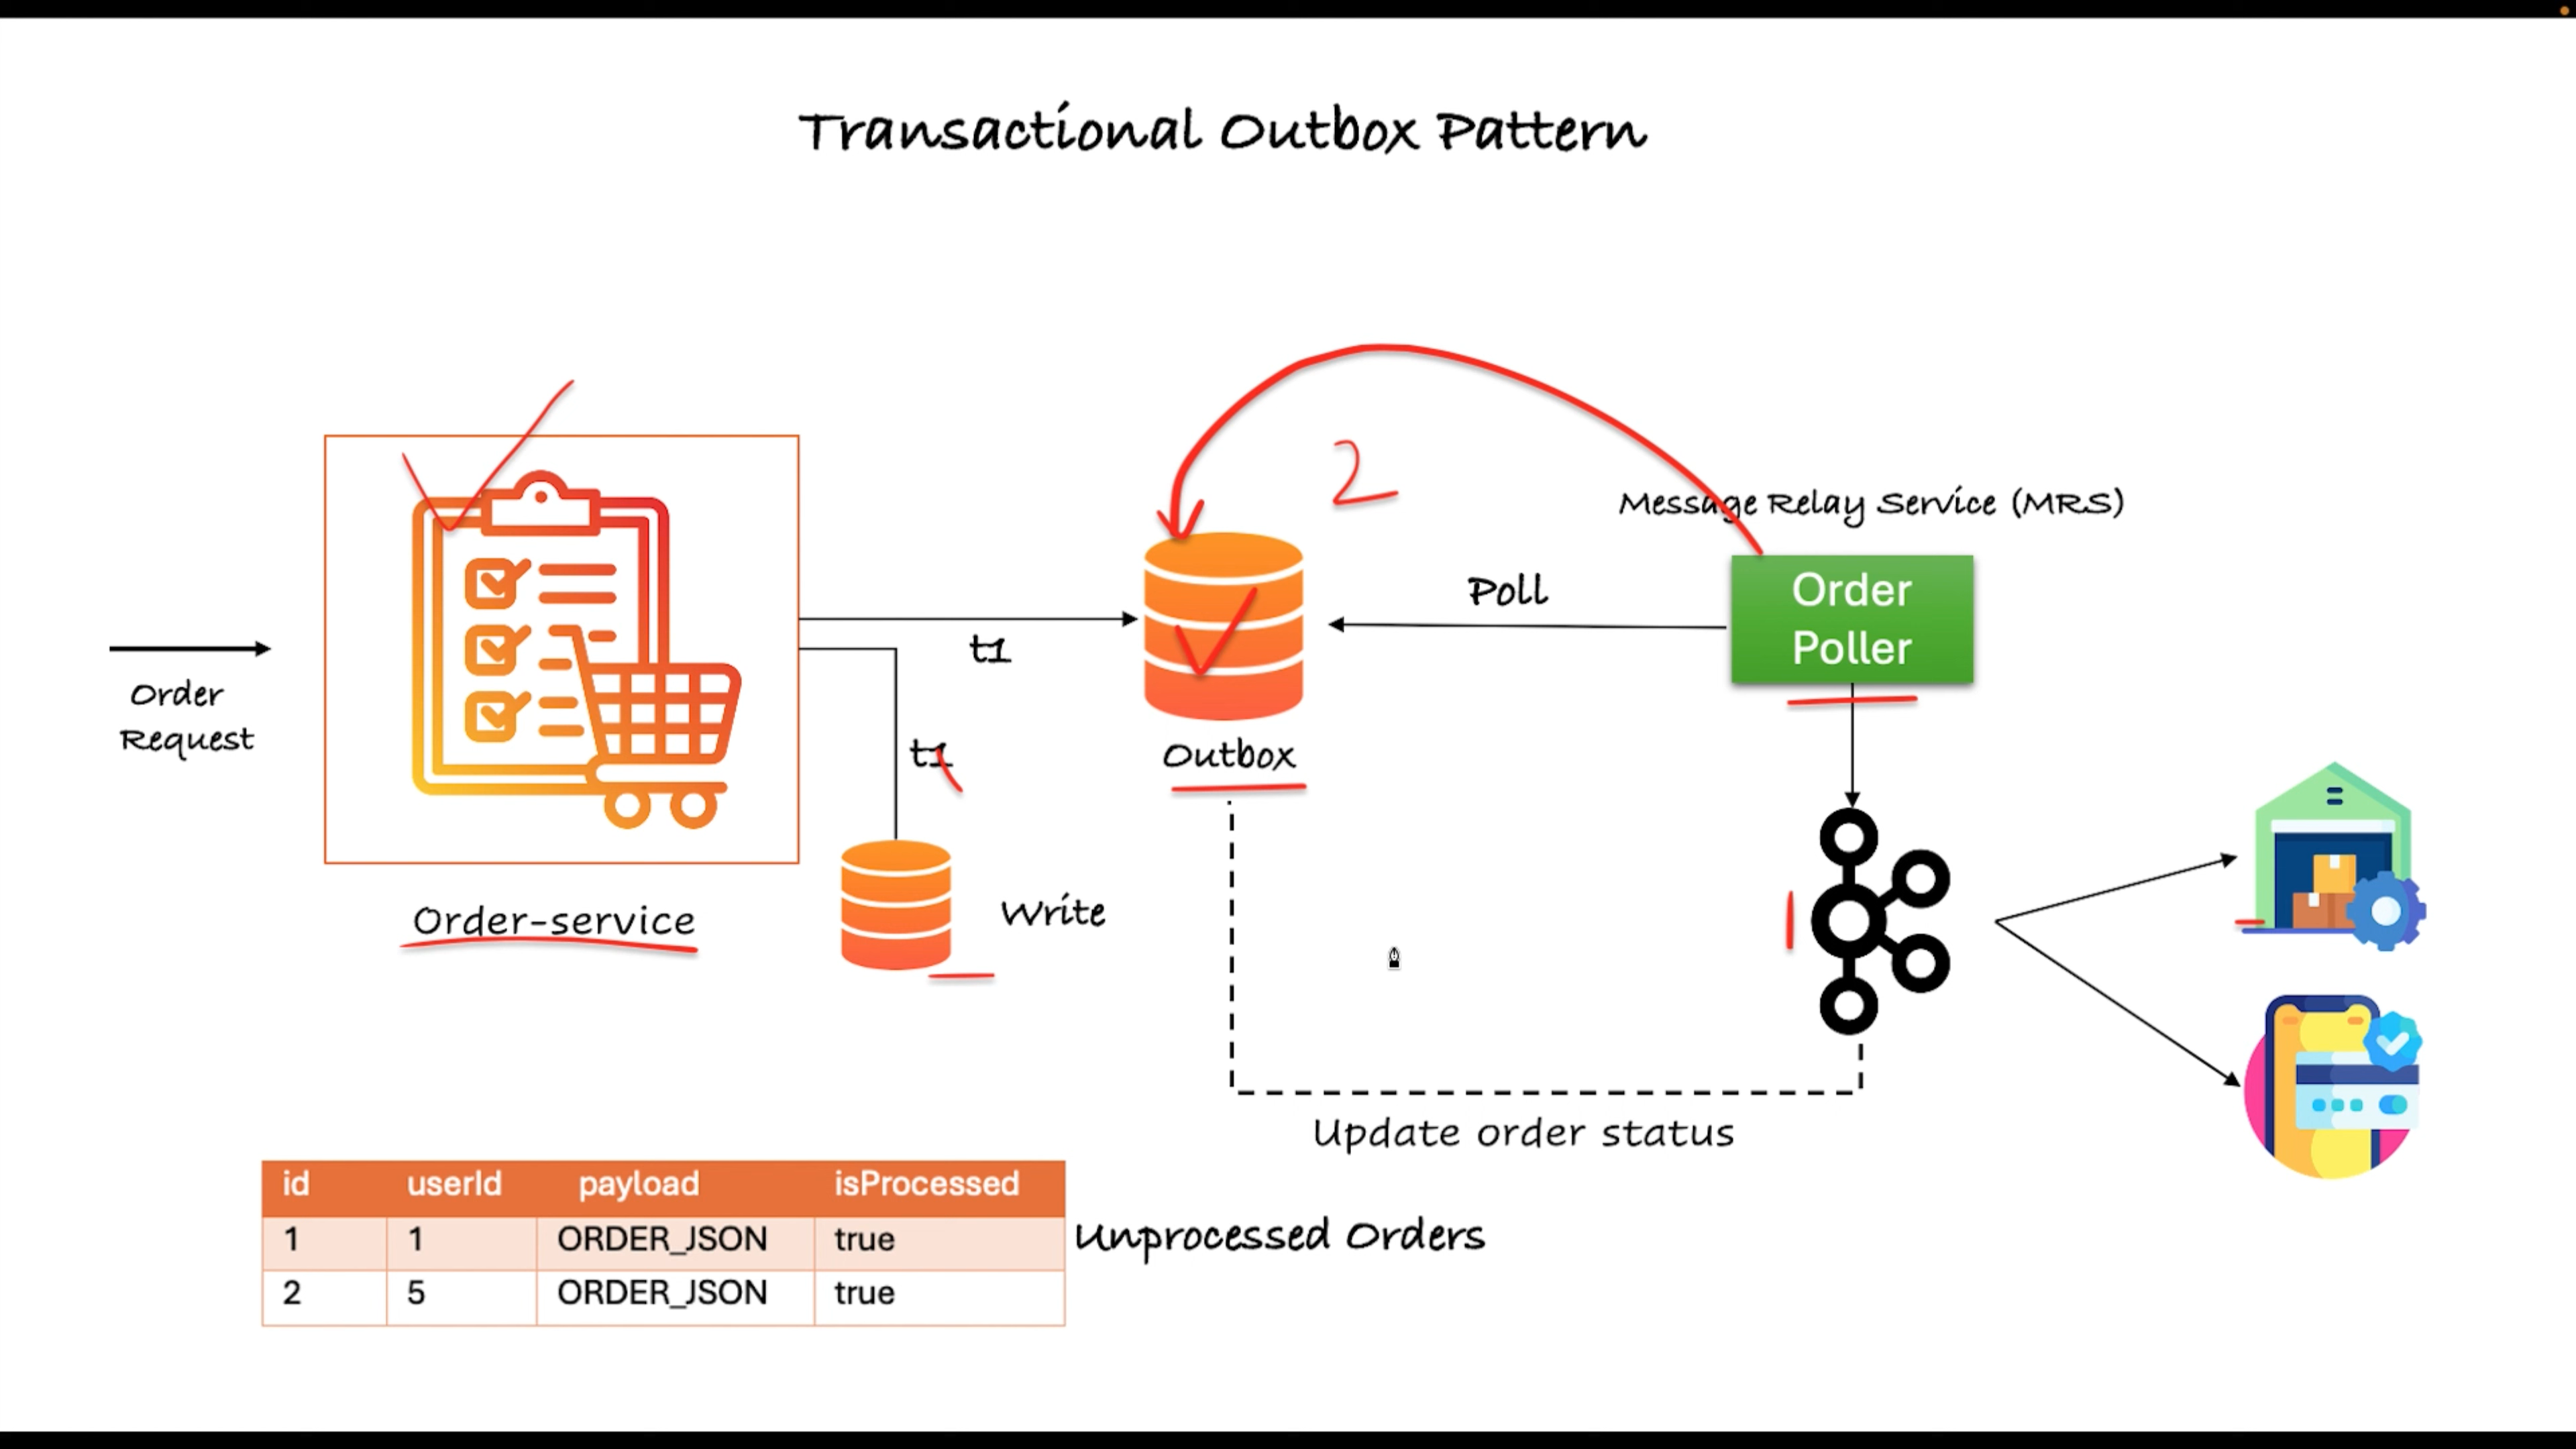 Transactional Outbox Pattern
2
Message Relay Service (MRS)
Order
Poller
Poll
t1
Order
Request
t1
Outbox
Order-service
Write
Update order status
id userId payload isProcessed
1 1 ORDER_JSON true
2 5 ORDER_JSON true
Unprocessed Orders